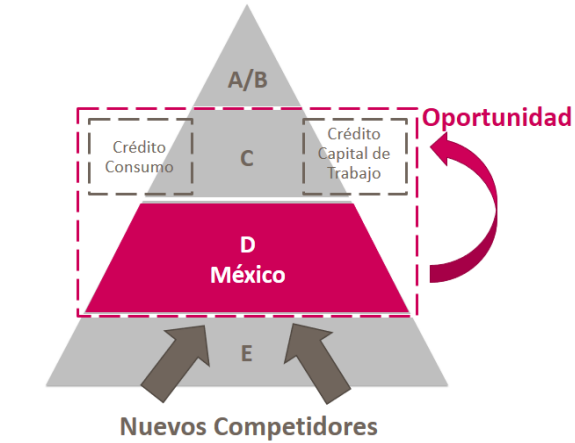 A/B
Oportunidad
Crédito
Consumo
C
Crédito
Capital de
Trabajo
D
México
E
Nuevos Competidores